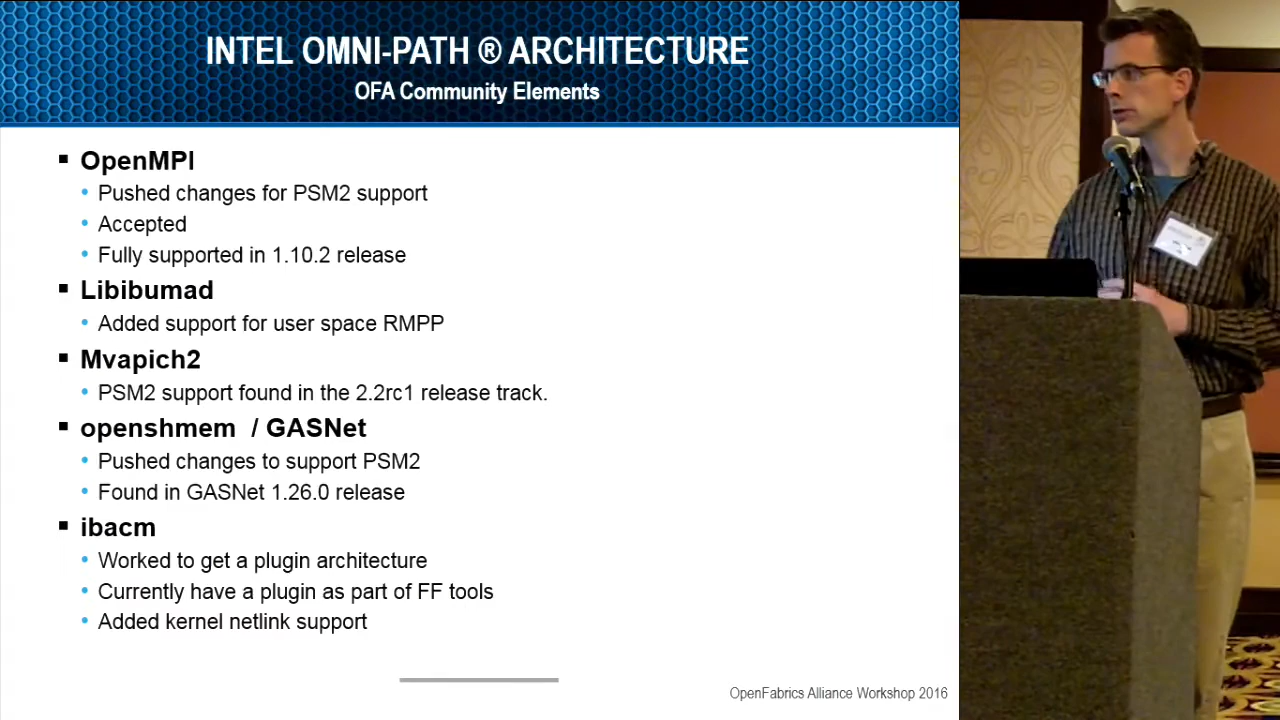 INTEL OMNI-PATH ® ARCHITECTURE
OFA Community Elements
▪ OpenMPI
• Pushed changes for PSM2 support
• Accepted
• Fully supported in 1.10.2 release
▪ Libibumad
• Added support for user space RMPP
▪ Mvapich2
• PSM2 support found in the 2.2rc1 release track.
▪ openshmem / GASNet
• Pushed changes to support PSM2
• Found in GASNet 1.26.0 release
▪ ibacm
• Worked to get a plugin architecture
• Currently have a plugin as part of FF tools
• Added kernel netlink support
OpenFabrics Alliance Workshop 2016